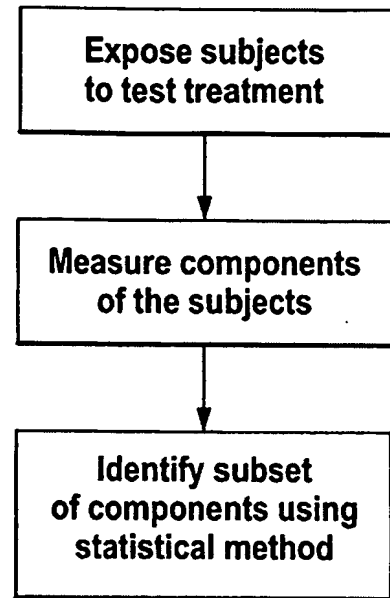 Expose subjects
to test treatment
Measure components
of the subjects
Identify subset
of components using
statistical method